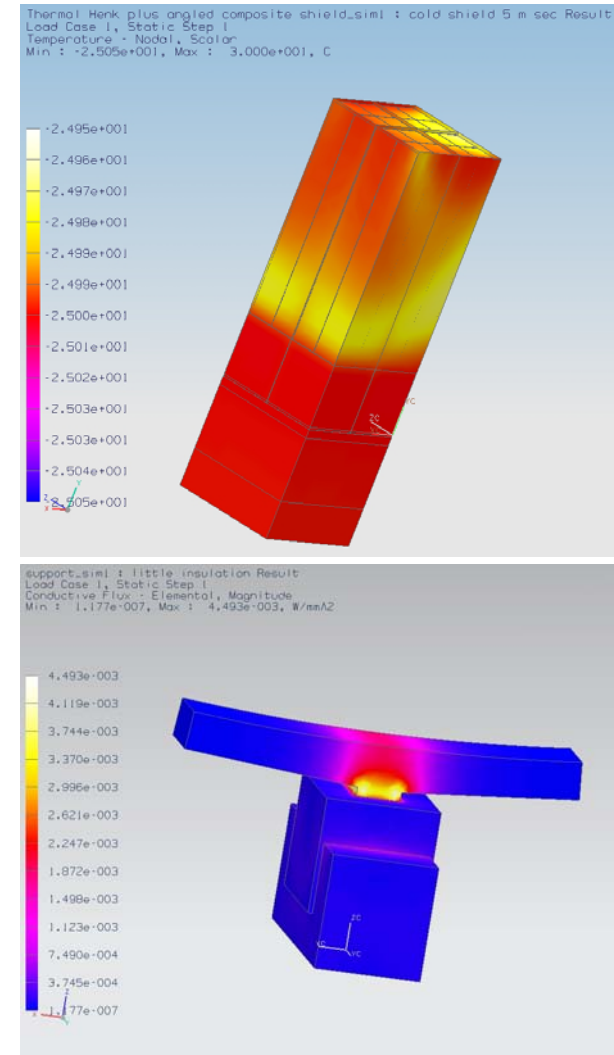 Thermal Henk plus angled composite shield_sim1 : cold shield 5 m sec Result
Load Case 1, Static Step 1
Temperature - Nodal, Scalar
Min : -2.505e+001, Max : 3.000e+001, C
-2.495e+001
-2.496e+001
-2.497e+001
-2.498e+001
-2.499e+001
-2.499e+001
-2.500e+001
-2.501e+001
-2.502e+001
-2.503e+001
-2.503e+001
-2.504e+001
-2.505e+001
ZC
YC
Z
Y
X
support_sim1 : little insulation Result
Load Case 1, Static Step 1
Conductive Flux - Elemental, Magnitude
Min : 1.177e-007, Max : 4.493e-003, W/mm^2
4.493e-003
4.119e-003
3.744e-003
3.370e-003
2.996e-003
2.621e-003
2.247e-003
1.872e-003
1.498e-003
1.123e-003
7.490e-004
3.745e-004
1.177e-007
ZC
YC
X
Z
Y